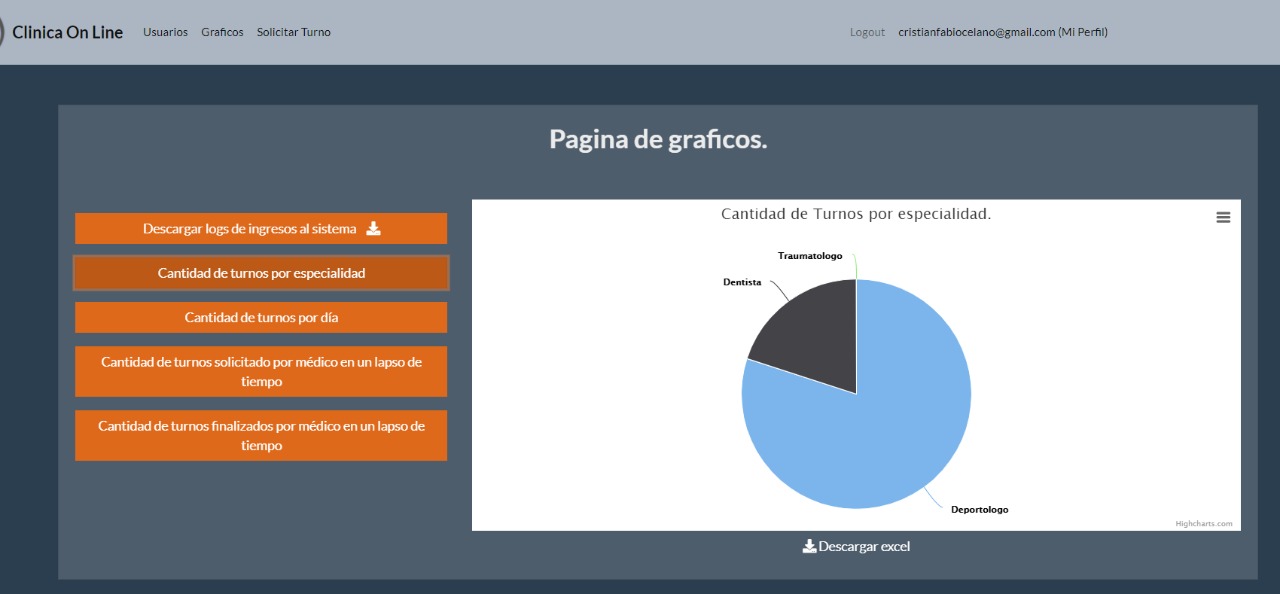 Clinica On Line Usuarios Graficos Solicitar Turno Logout cristianfabiocelano@gmail.com (Mi Perfil)
Pagina de graficos.
Descargar logs de ingresos al sistema
Cantidad de turnos por especialidad
Cantidad de turnos por día
Cantidad de turnos solicitado por médico en un lapso de
tiempo
Cantidad de turnos finalizados por médico en un lapso de
tiempo
Cantidad de Turnos por especialidad.
Traumatologo
Dentista
Deportologo
Highcharts.com
Descargar excel